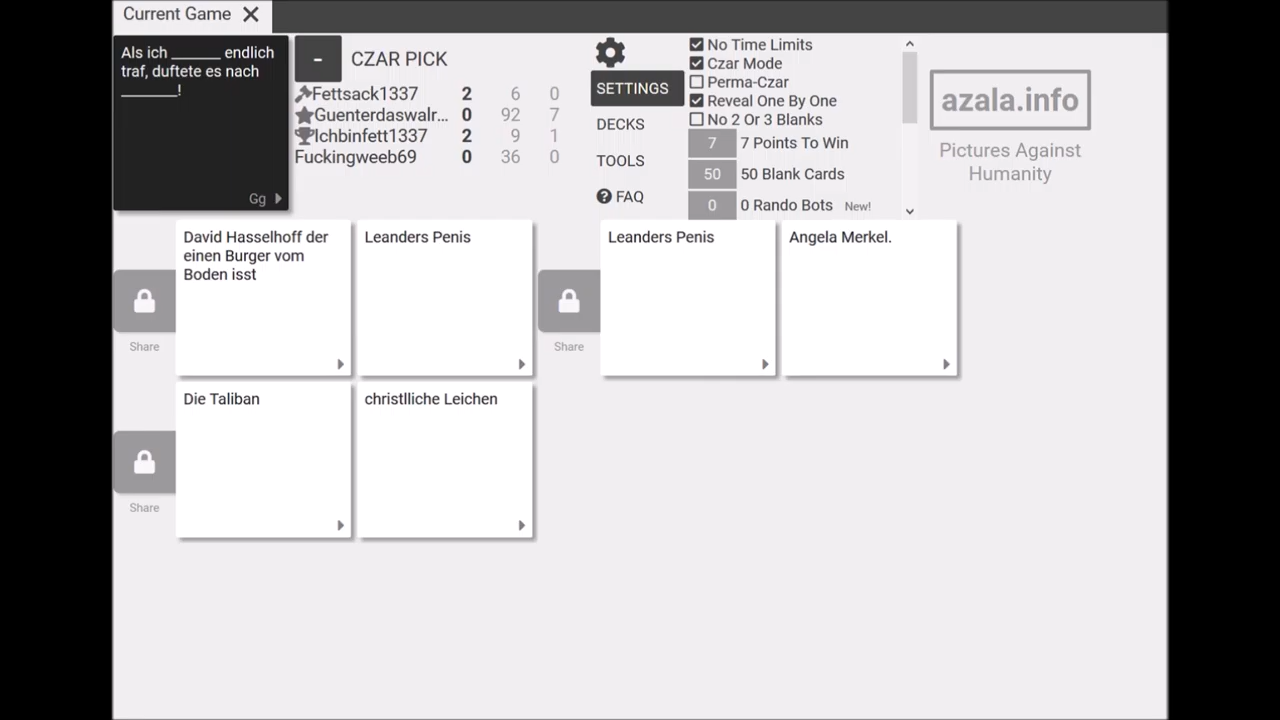 Current Game
Als ich ______ endlich
traf, duftete es nach
_______!
Gg
-
CZAR PICK
Fettsack1337 2 6 0
Guenterdaswalr... 0 92 7
Ichbinfett1337 2 9 1
Fuckingweeb69 0 36 0
SETTINGS
DECKS
TOOLS
? FAQ
No Time Limits
Czar Mode
Perma-Czar
Reveal One By One
No 2 Or 3 Blanks
7 7 Points To Win
50 50 Blank Cards
0 0 Rando Bots New!
azala.info
Pictures Against
Humanity
Share
David Hasselhoff der
einen Burger vom
Boden isst
Leanders Penis
Share
Leanders Penis
Angela Merkel.
Share
Die Taliban
christlliche Leichen